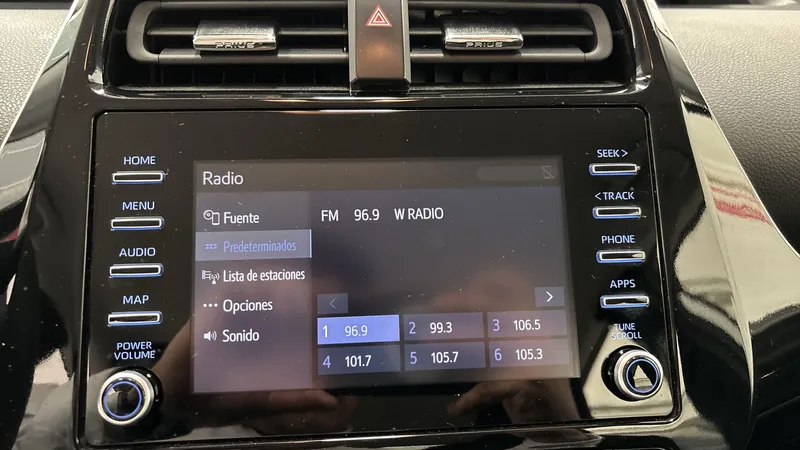 PRIUS
PRIUS
HOME
MENU
AUDIO
MAP
POWER
VOLUME
Radio
Fuente
Predeterminados
Lista de estaciones
Opciones
Sonido
FM 96.9 W RADIO
< >
1 96.9
2 99.3
3 106.5
4 101.7
5 105.7
6 105.3
SEEK >
< TRACK
PHONE
APPS
TUNE
SCROLL